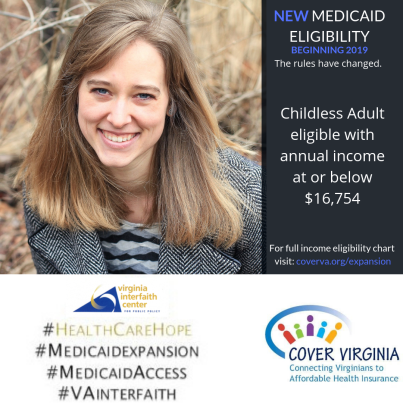 NEW MEDICAID
ELIGIBILITY
BEGINNING 2019
The rules have changed.
Childless Adult
eligible with
annual income
at or below
$16,754
For full income eligibility chart
visit: coverva.org/expansion
virginia
interfaith
center
FOR PUBLIC POLICY
#HEALTHCAREHOPE
#MEDICAIDEXPANSION
#MEDICAIDACCESS
#VAINTERFAITH
COVER VIRGINIA
Connecting Virginians to
Affordable Health Insurance